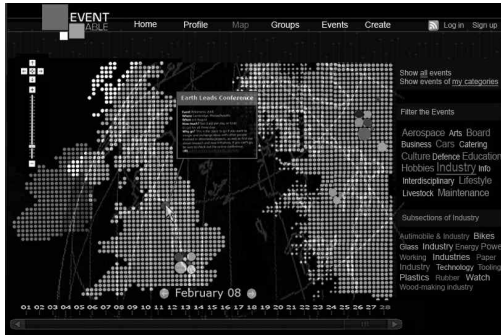 EVENT
ABLE
Home Profile Map Groups Events Create Log in Sign up
Show all events
Show events of my categories
Earth Leads Conference
Filter the Events
Aerospace Arts Board
Business Cars Catering
Culture Defence Education
Hobbies Industry Info
Interdisciplinary Lifestyle
Livestock Maintenance
Subsections of Industry
Automobile & Industry Bikes
Glass Industry Energy Powe
Working Industries Paper
Industry Technology Tooling
Plastics Rubber Watch
Wood-making industry
February 08
01 02 03 04 05 06 07 08 09 10 11 12 13 14 15 16 17 18 19 20 21 22 23 24 25 26 27 28